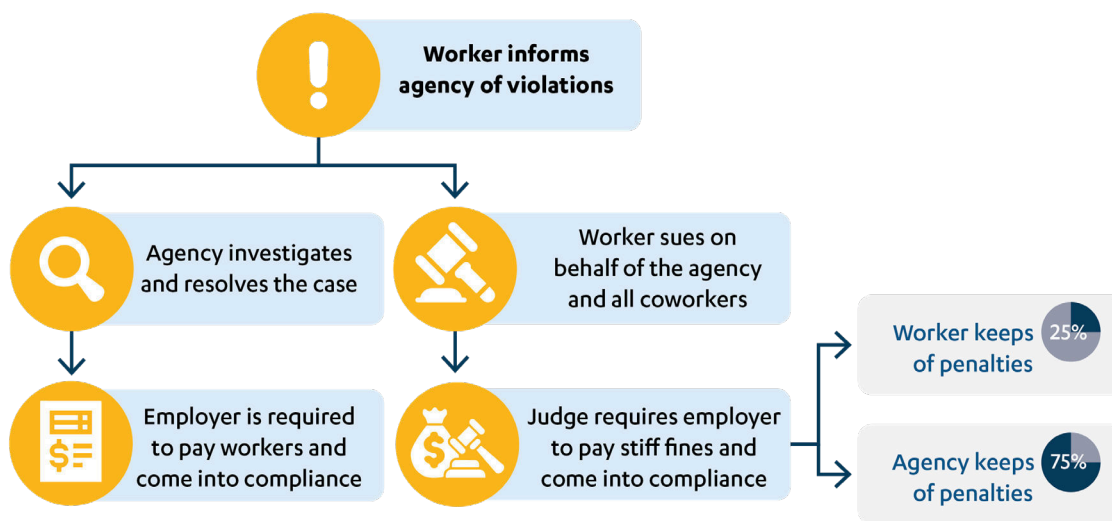 Worker informs
agency of violations
Agency investigates
and resolves the case
Worker sues on
behalf of the agency
and all coworkers
Employer is required
to pay workers and
come into compliance
Judge requires employer
to pay stiff fines and
come into compliance
Worker keeps 25%
of penalties
Agency keeps 75%
of penalties